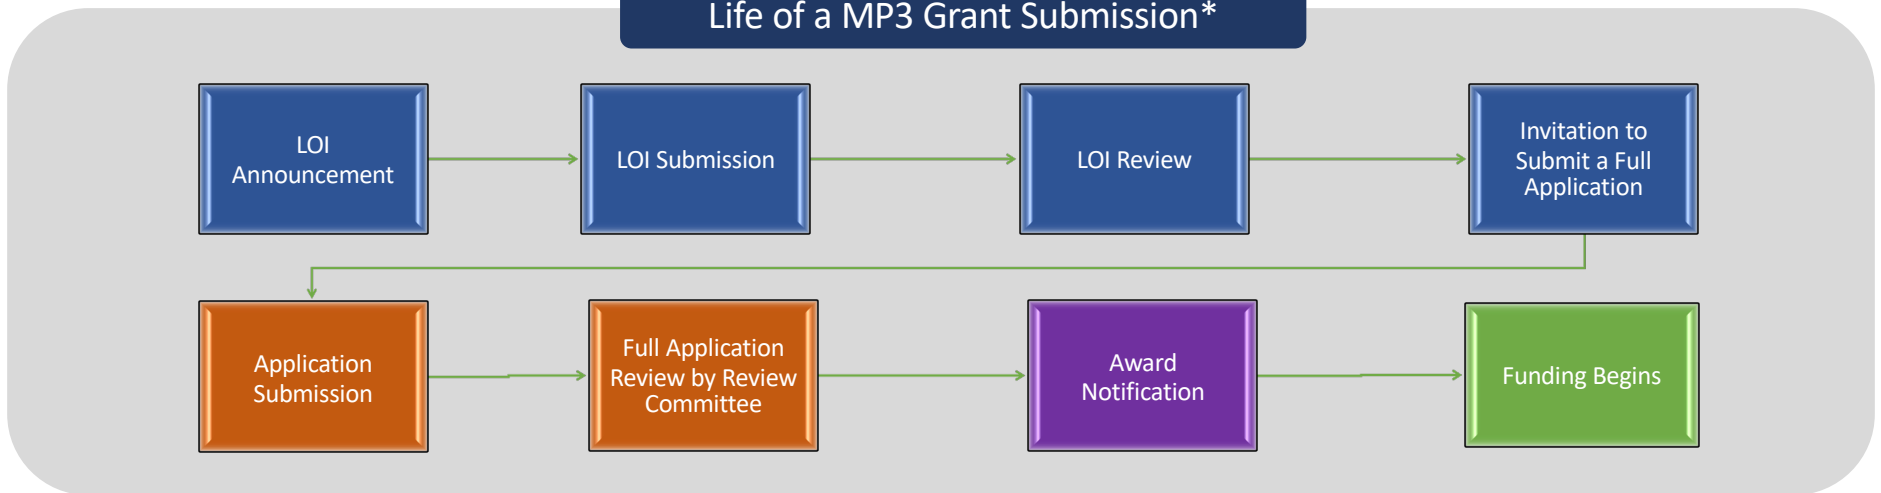 Life of a MP3 Grant Submission*
LOI
Announcement
LOI Submission
LOI Review
Invitation to
Submit a Full
Application
Application
Submission
Full Application
Review by Review
Committee
Award
Notification
Funding Begins